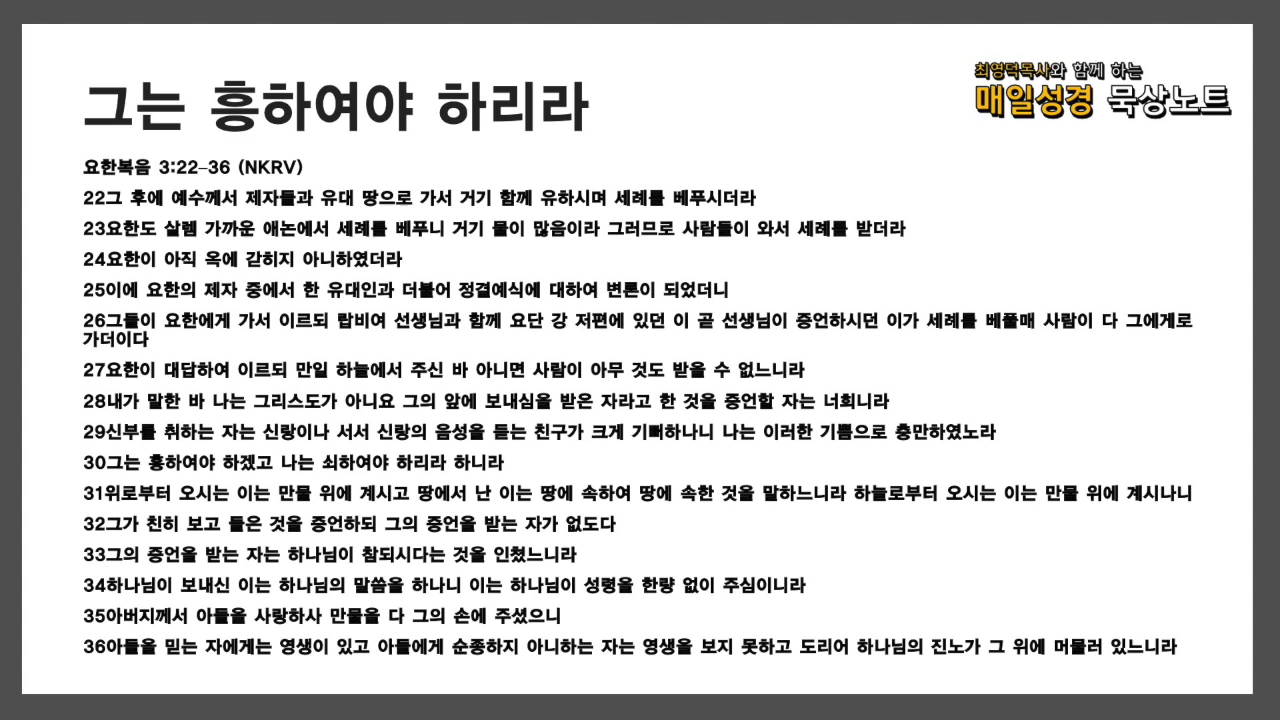 최영덕목사와 함께 하는
매일성경 묵상노트
그는 흥하여야 하리라
요한복음 3:22–36 (NKRV)
22그 후에 예수께서 제자들과 유대 땅으로 가서 거기 함께 유하시며 세례를 베푸시더라
23요한도 살렘 가까운 애논에서 세례를 베푸니 거기 물이 많음이라 그러므로 사람들이 와서 세례를 받더라
24요한이 아직 옥에 갇히지 아니하였더라
25이에 요한의 제자 중에서 한 유대인과 더불어 정결예식에 대하여 변론이 되었더니
26그들이 요한에게 가서 이르되 랍비여 선생님과 함께 요단 강 저편에 있던 이 곧 선생님이 증언하시던 이가 세례를 베풀매 사람이 다 그에게로
가더이다
27요한이 대답하여 이르되 만일 하늘에서 주신 바 아니면 사람이 아무 것도 받을 수 없느니라
28내가 말한 바 나는 그리스도가 아니요 그의 앞에 보내심을 받은 자라고 한 것을 증언할 자는 너희니라
29신부를 취하는 자는 신랑이나 서서 신랑의 음성을 듣는 친구가 크게 기뻐하나니 나는 이러한 기쁨으로 충만하였노라
30그는 흥하여야 하겠고 나는 쇠하여야 하리라 하니라
31위로부터 오시는 이는 만물 위에 계시고 땅에서 난 이는 땅에 속하여 땅에 속한 것을 말하느니라 하늘로부터 오시는 이는 만물 위에 계시나니
32그가 친히 보고 들은 것을 증언하되 그의 증언을 받는 자가 없도다
33그의 증언을 받는 자는 하나님이 참되시다는 것을 인쳤느니라
34하나님이 보내신 이는 하나님의 말씀을 하나니 이는 하나님이 성령을 한량 없이 주심이니라
35아버지께서 아들을 사랑하사 만물을 다 그의 손에 주셨으니
36아들을 믿는 자에게는 영생이 있고 아들에게 순종하지 아니하는 자는 영생을 보지 못하고 도리어 하나님의 진노가 그 위에 머물러 있느니라